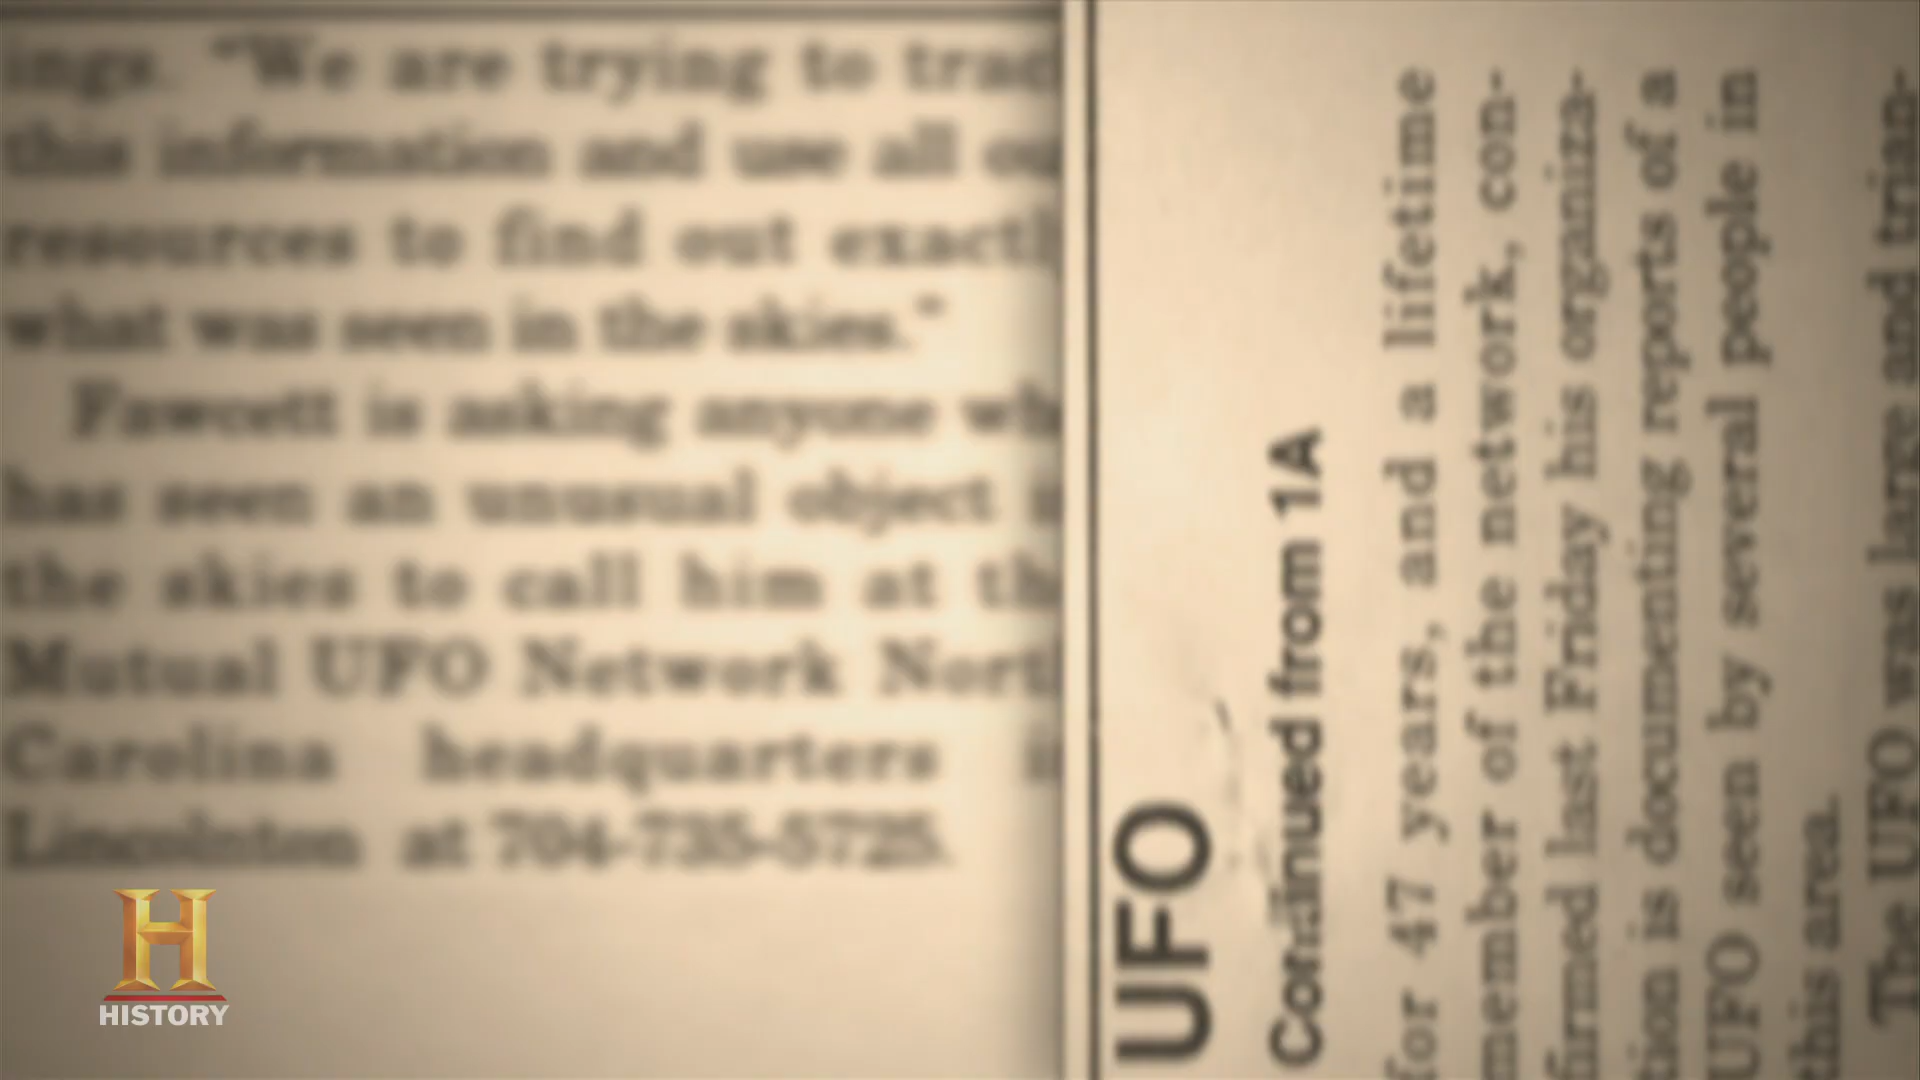 ings. "We are trying to trac
this information and use all ou
resources to find out exactl
what was seen in the skies."
Fawcett is asking anyone wh
has seen an unusual object i
the skies to call him at th
Mutual UFO Network Nort
Carolina headquarters i
Lincolnton at 704-735-5725.
UFO
Continued from 1A
for 47 years, and a lifetime
member of the network, con-
firmed last Friday his organiza-
tion is documenting reports of a
UFO seen by several people in
this area.
The UFO was large and trian-
H
HISTORY